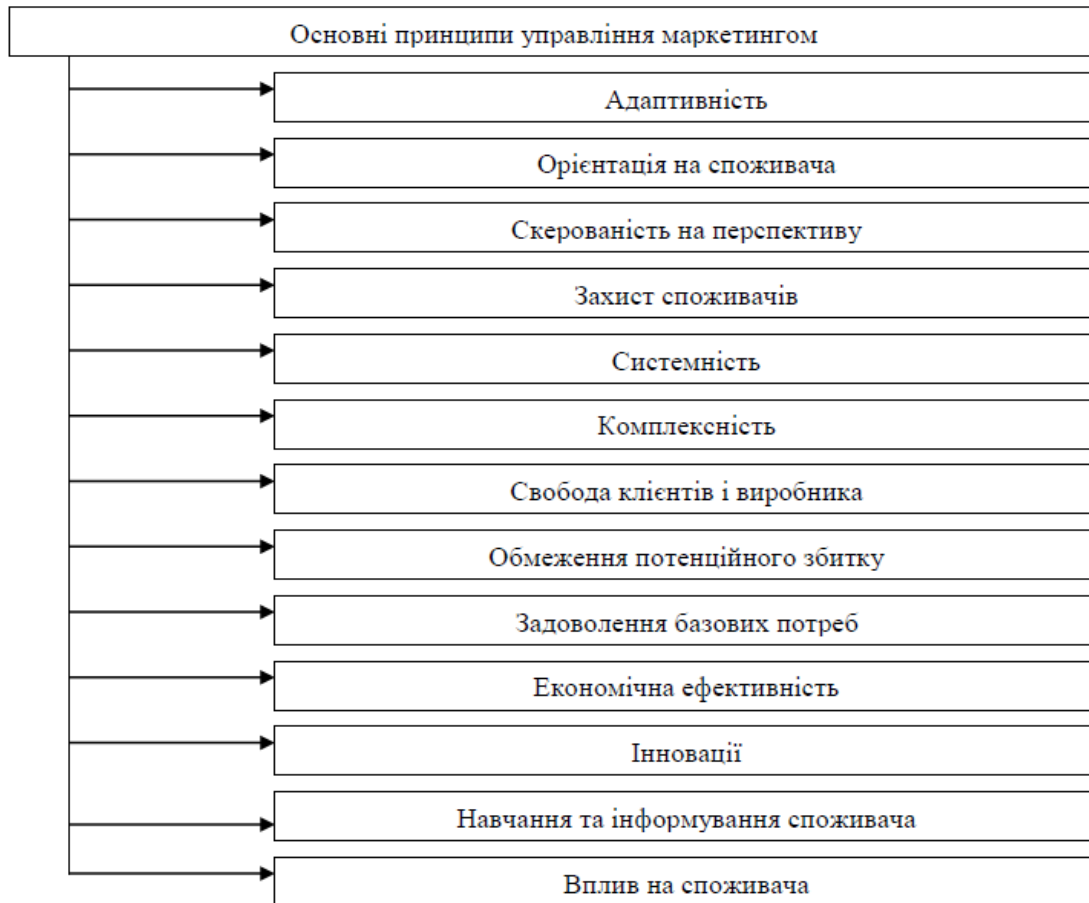 Основні принципи управління маркетингом
Адаптивність
Орієнтація на споживача
Скерованість на перспективу
Захист споживачів
Системність
Комплексність
Свобода клієнтів і виробника
Обмеження потенційного збитку
Задоволення базових потреб
Економічна ефективність
Інновації
Навчання та інформування споживача
Вплив на споживача